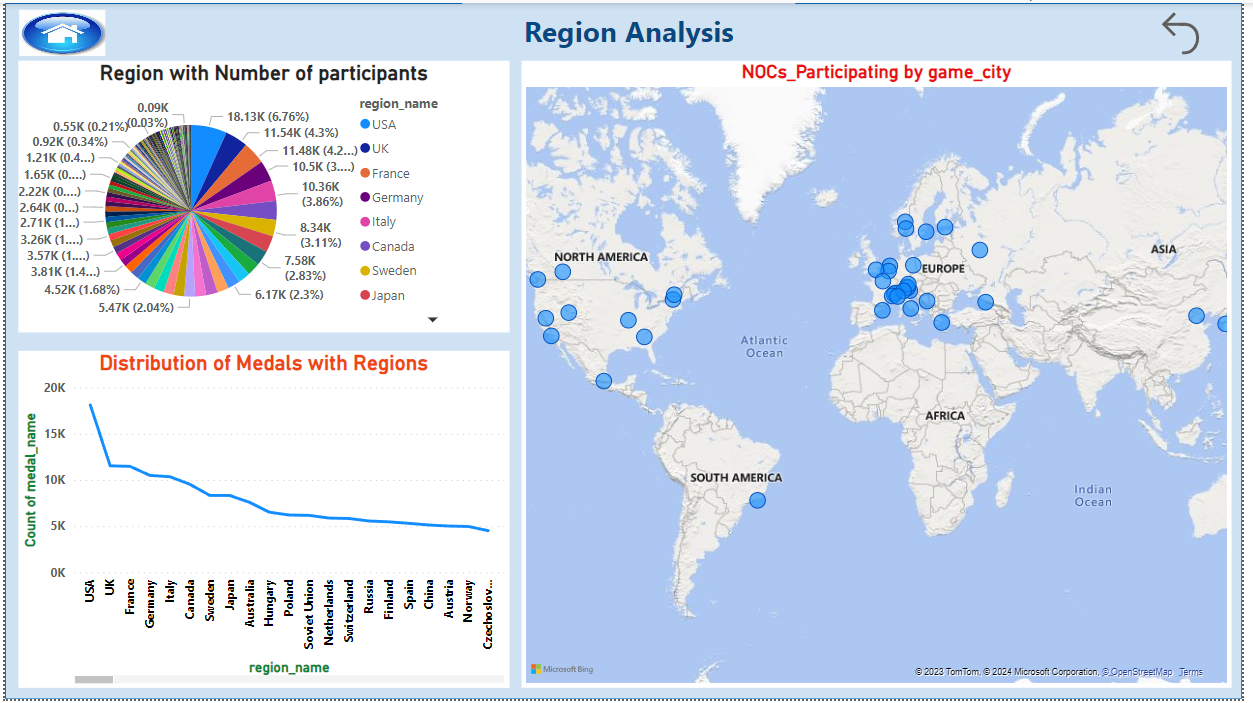 Region Analysis
Region with Number of participants
0.09K
(0.03%)
18.13K (6.76%)
0.55K (0.21%)
11.54K (4.3%)
0.92K (0.34%)
11.48K (4.2...)
1.21K (0.4...)
10.5K (3....)
1.65K (0....)
10.36K
(3.86%)
2.22K (0....)
2.64K (0...)
8.34K
(3.11%)
2.71K (1...)
3.26K (1....)
7.58K
(2.83%)
3.57K (1....)
3.81K (1.4...)
6.17K (2.3%)
4.52K (1.68%)
5.47K (2.04%)
region_name
USA
UK
France
Germany
Italy
Canada
Sweden
Japan
Distribution of Medals with Regions
Count of medal_name
20K
15K
10K
5K
0K
USA
UK
France
Germany
Italy
Canada
Sweden
Japan
Australia
Hungary
Poland
Soviet Union
Netherlands
Switzerland
Russia
Finland
Spain
China
Austria
Norway
Czechoslov...
region_name
NOCs_Participating by game_city
NORTH AMERICA
EUROPE
ASIA
Atlantic
Ocean
AFRICA
SOUTH AMERICA
Indian
Ocean
Microsoft Bing
© 2023 TomTom, © 2024 Microsoft Corporation, © OpenStreetMap Terms